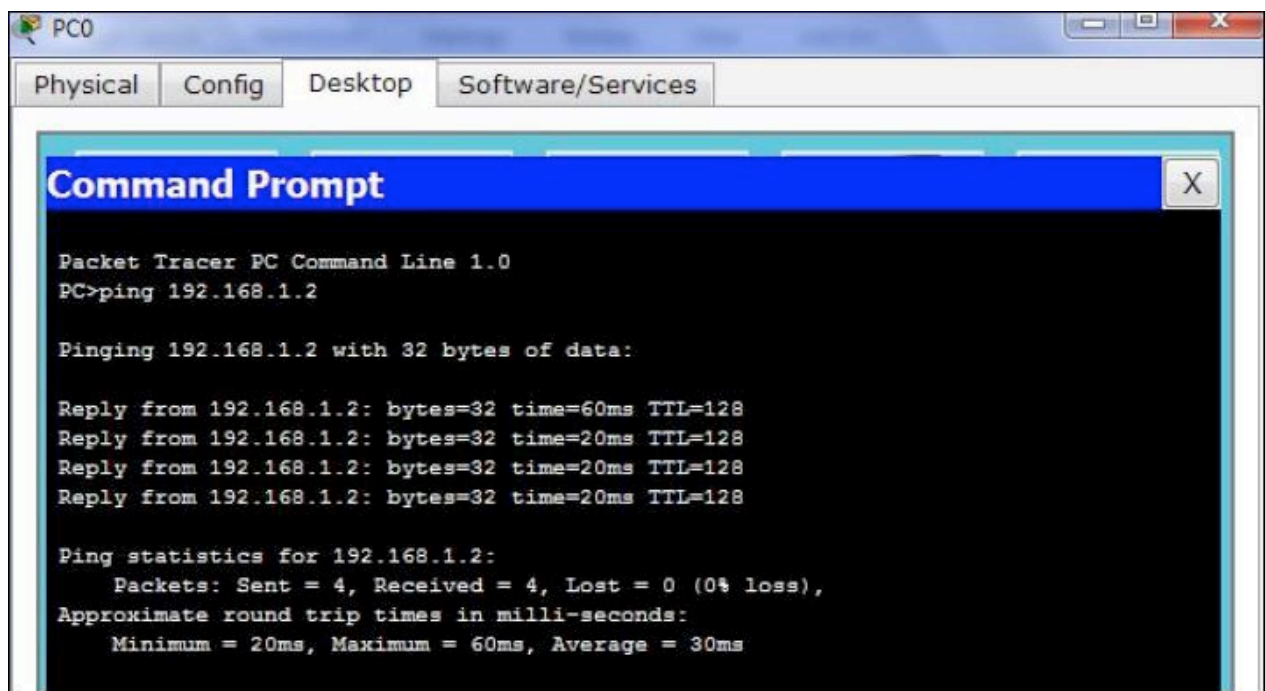 PC0
Physical Config Desktop Software/Services
Command Prompt X
Packet Tracer PC Command Line 1.0
PC>ping 192.168.1.2
Pinging 192.168.1.2 with 32 bytes of data:
Reply from 192.168.1.2: bytes=32 time=60ms TTL=128
Reply from 192.168.1.2: bytes=32 time=20ms TTL=128
Reply from 192.168.1.2: bytes=32 time=20ms TTL=128
Reply from 192.168.1.2: bytes=32 time=20ms TTL=128
Ping statistics for 192.168.1.2:
Packets: Sent = 4, Received = 4, Lost = 0 (0% loss),
Approximate round trip times in milli-seconds:
Minimum = 20ms, Maximum = 60ms, Average = 30ms